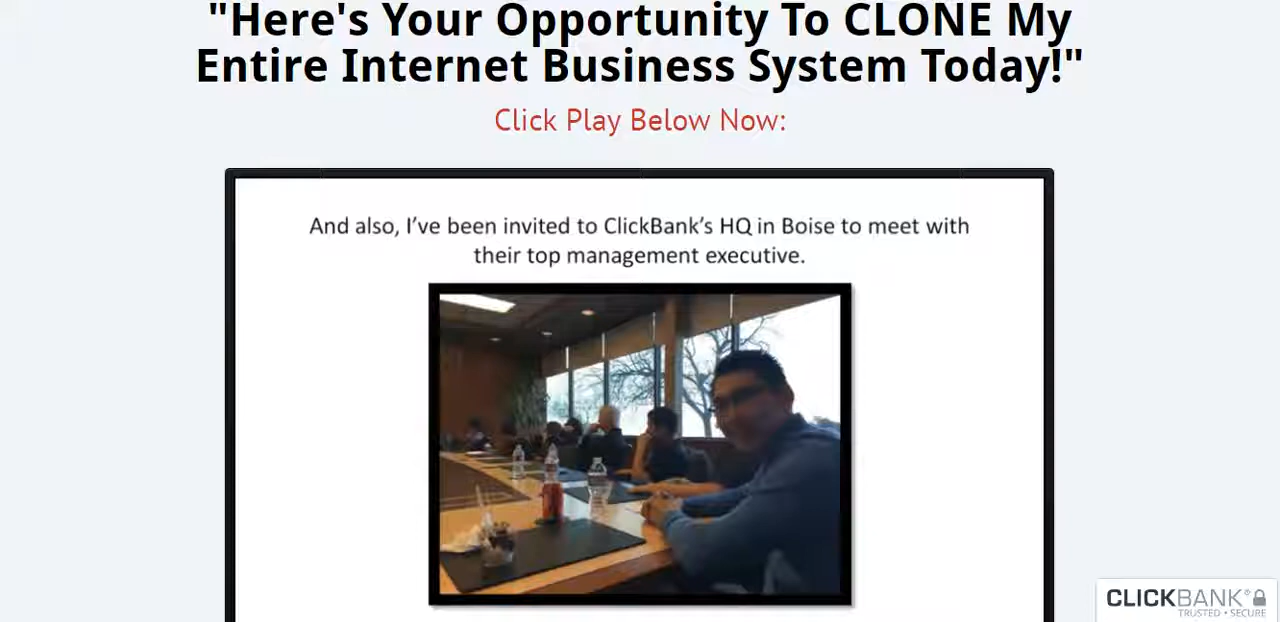 "Here's Your Opportunity To CLONE My
Entire Internet Business System Today!"
Click Play Below Now:
And also, I've been invited to ClickBank's HQ in Boise to meet with
their top management executive.
CLICKBANK®
TRUSTED • SECURE